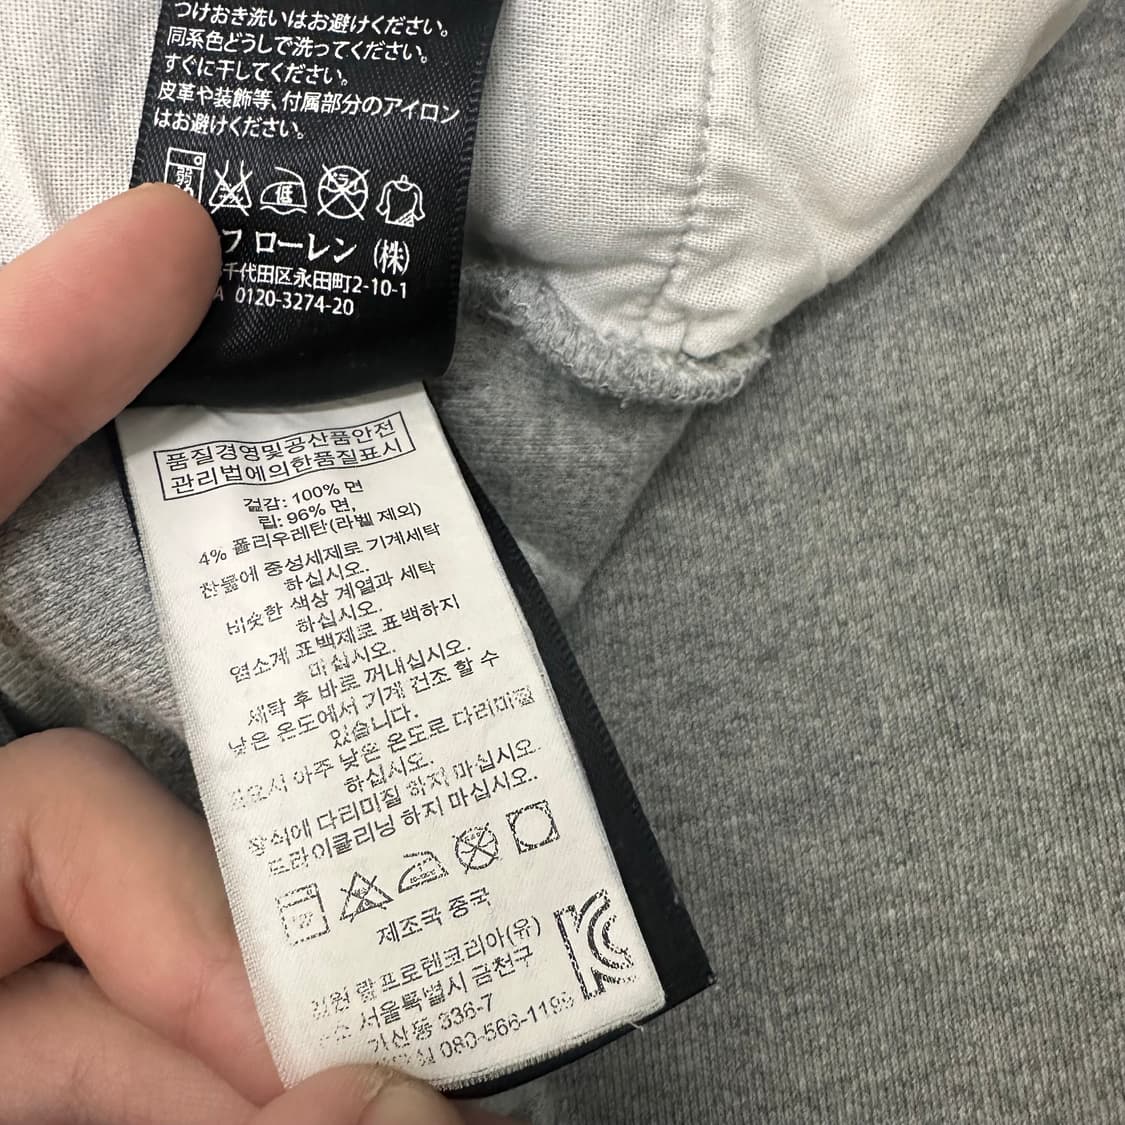 つけおき洗いはお避けください。
同系色どうしで洗ってください。
すぐに干してください。
皮革や装飾等、付属部分のアイロン
はお避けください。
弱
低
フ ローレン (株)
千代田区永田町2-10-1
0120-3274-20
품질경영및공산품안전
관리법에의한품질표시
겉감: 100% 면
립: 96% 면,
4% 폴리우레탄(라벨 제외)
찬물에 중성세제로 기계세탁
하십시오.
비슷한 색상 계열과 세탁
하십시오.
염소계 표백제로 표백하지
마십시오.
세탁 후 바로 꺼내십시오.
낮은 온도에서 기계 건조 할 수
있습니다.
아주 낮은 온도로 다리미질
하십시오.
장식에 다리미질 하지 마십시오.
드라이클리닝 하지 마십시오..
제조국 중국
랄프로렌코리아(유)
서울특별시 금천구
가산동 336-7
080-566-1195